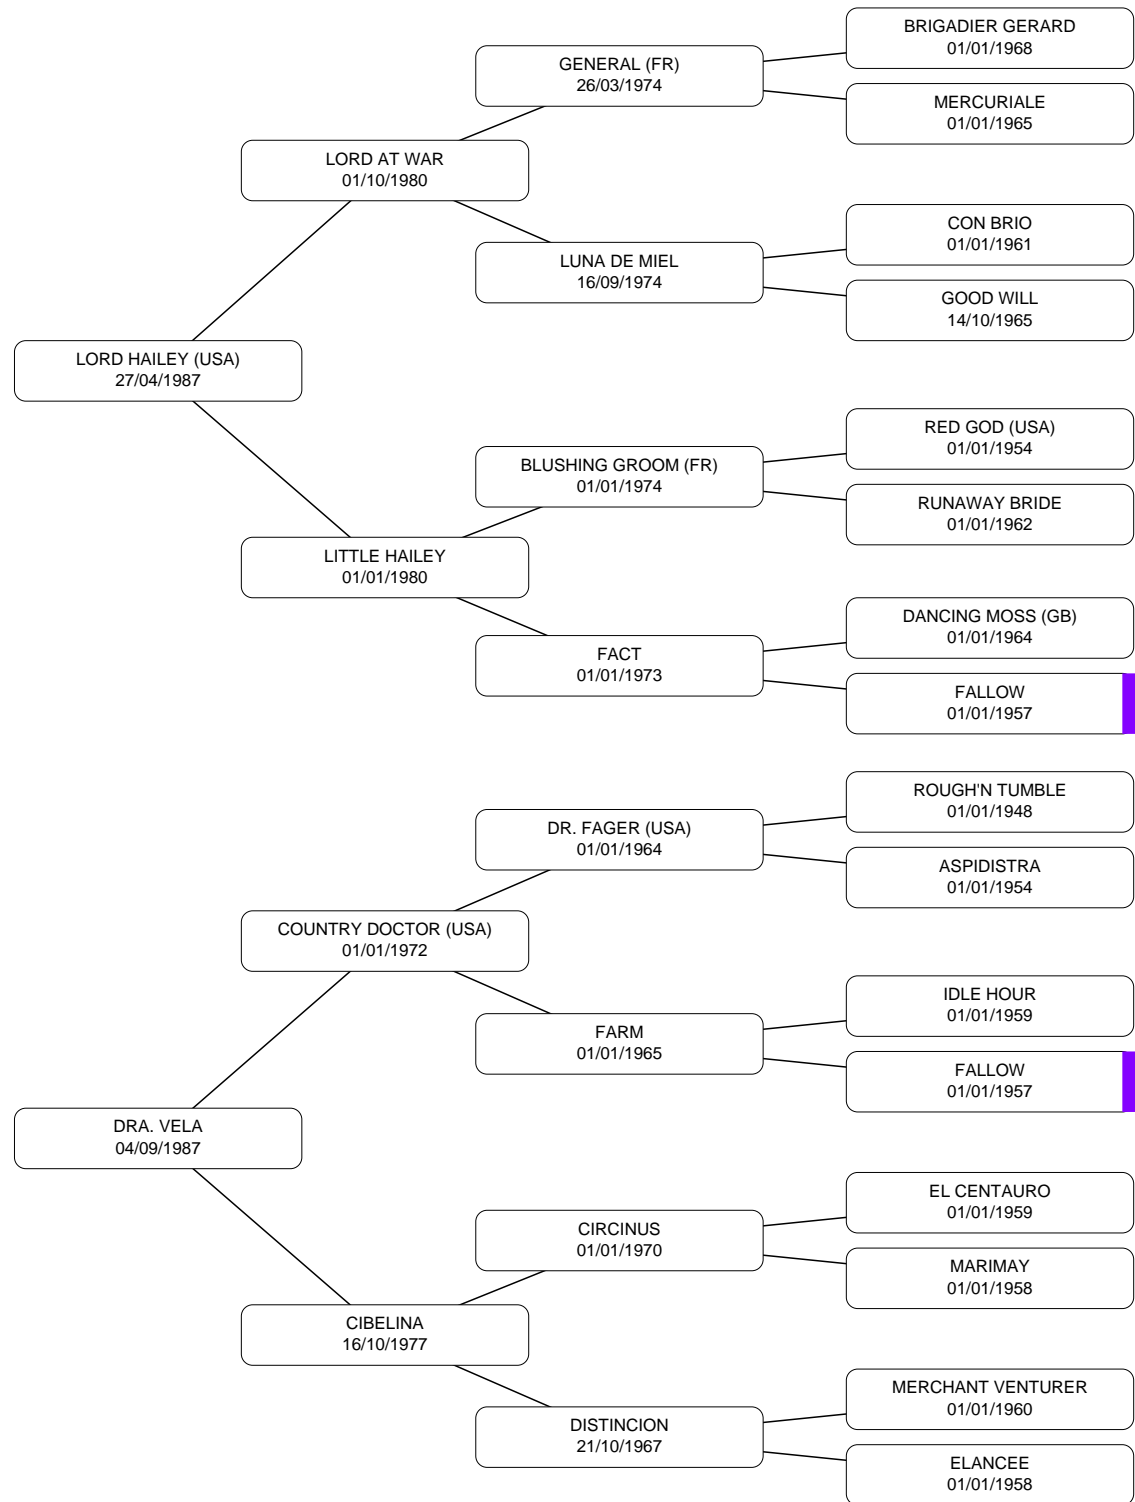 BRIGADIER GERARD
01/01/1968
GENERAL (FR)
26/03/1974
MERCURIALE
01/01/1965
LORD AT WAR
01/10/1980
CON BRIO
01/01/1961
LUNA DE MIEL
16/09/1974
GOOD WILL
14/10/1965
LORD HAILEY (USA)
27/04/1987
RED GOD (USA)
01/01/1954
BLUSHING GROOM (FR)
01/01/1974
RUNAWAY BRIDE
01/01/1962
LITTLE HAILEY
01/01/1980
DANCING MOSS (GB)
01/01/1964
FACT
01/01/1973
FALLOW
01/01/1957
ROUGH'N TUMBLE
01/01/1948
DR. FAGER (USA)
01/01/1964
ASPIDISTRA
01/01/1954
COUNTRY DOCTOR (USA)
01/01/1972
IDLE HOUR
01/01/1959
FARM
01/01/1965
FALLOW
01/01/1957
DRA. VELA
04/09/1987
EL CENTAURO
01/01/1959
CIRCINUS
01/01/1970
MARIMAY
01/01/1958
CIBELINA
16/10/1977
MERCHANT VENTURER
01/01/1960
DISTINCION
21/10/1967
ELANCEE
01/01/1958